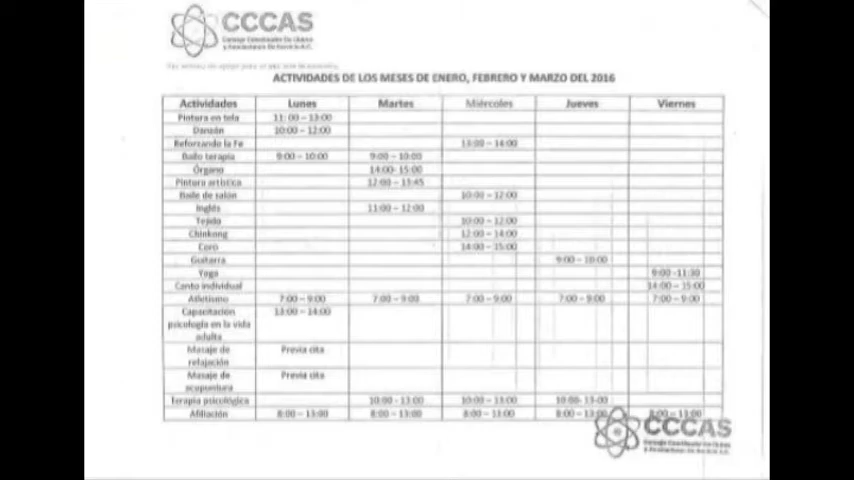 CCCAS
ACTIVIDADES DE LOS MESES DE ENERO, FEBRERO Y MARZO DEL 2016
Actividades Lunes Martes Miércoles Jueves Viernes
Pintura en tela 11:00 – 13:00
Danzón 10:00 – 12:00
Reforzando la Fe 13:00 – 14:00
Baile terapia 9:00 – 10:00 9:00 – 10:00
Órgano 14:00 – 15:00
Pintura artística 12:00 – 13:45
Baile de salón 10:00 – 12:00
Inglés 11:00 – 12:00
Tejido 10:00 – 12:00
Chinkong 12:00 – 14:00
Coro 14:00 – 15:00
Guitarra 9:00 – 10:00
Yoga 9:00 -11:30
Canto individual 14:00 – 15:00
Atletismo 7:00 – 9:00 7:00 – 9:00 7:00 – 9:00 7:00 – 9:00 7:00 – 9:00
Capacitación 13:00 – 14:00
psicología en la vida
adulta
Masaje de Previa cita
relajación
Masaje de Previa cita
acupuntura
Terapia psicológica 10:00 - 13:00 10:00 – 13:00 10:00 - 13:00
Afiliación 8:00 – 13:00 8:00 – 13:00 8:00 – 13:00 8:00 – 13:00 8:00 – 13:00
CCCAS